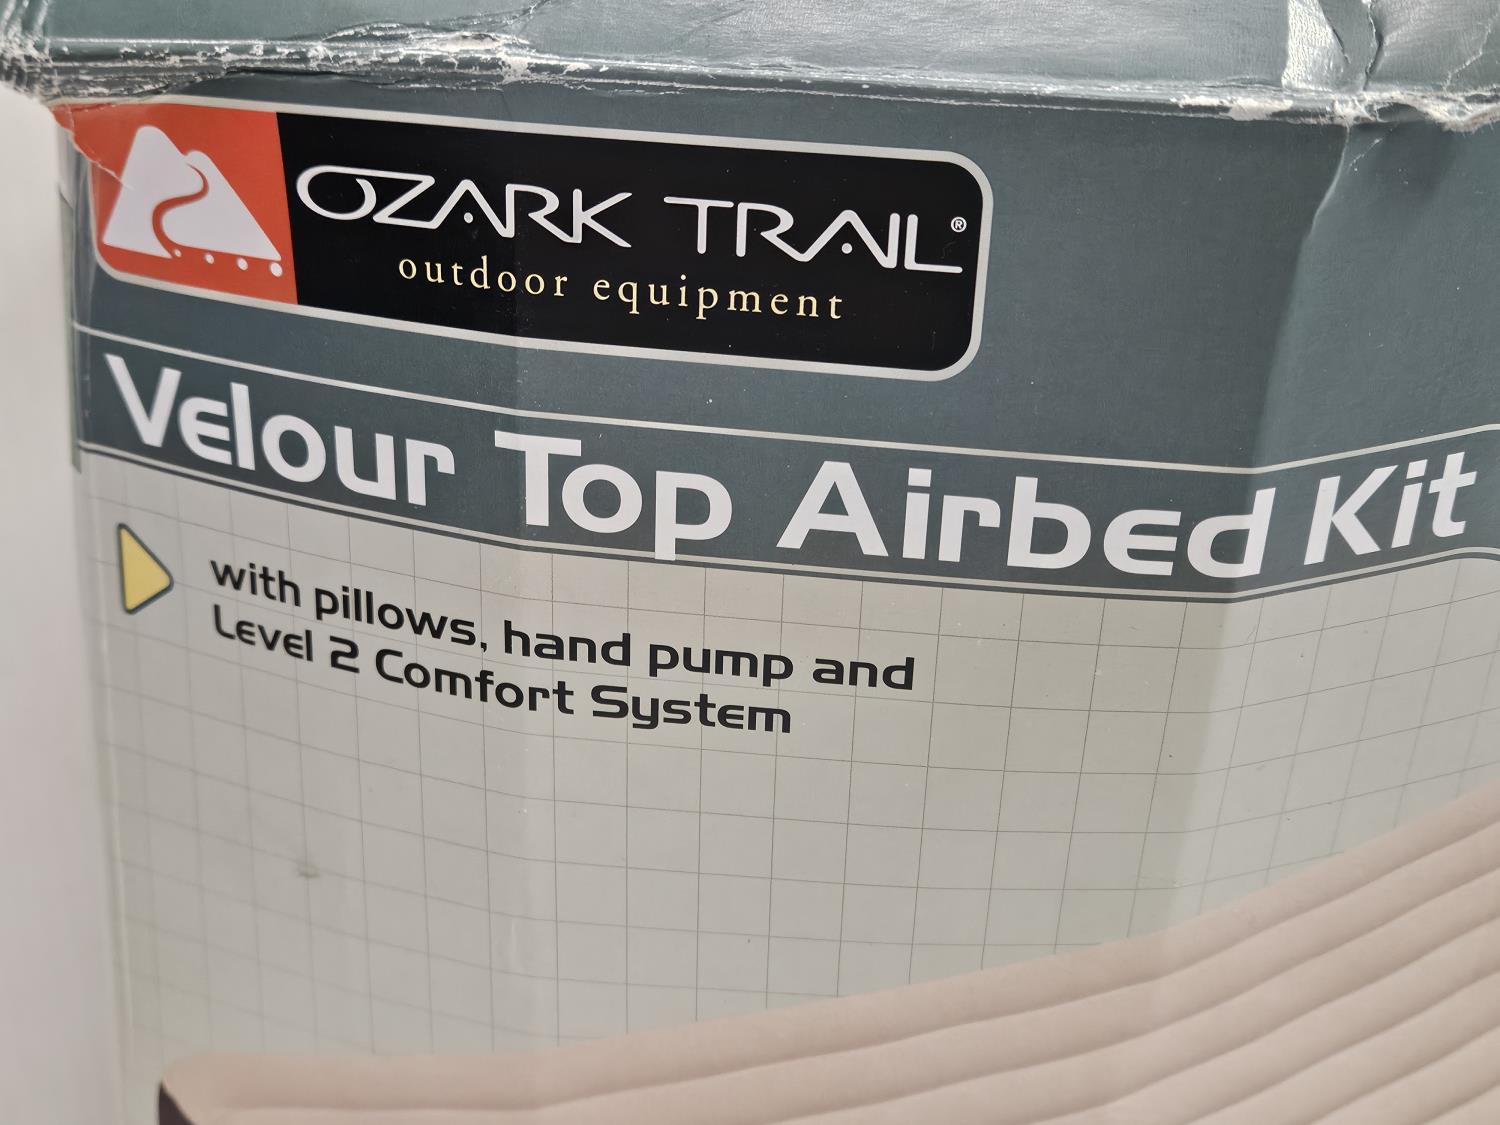 OZARK TRAIL®
outdoor equipment
Velour Top Airbed Kit
with pillows, hand pump and
Level 2 Comfort System